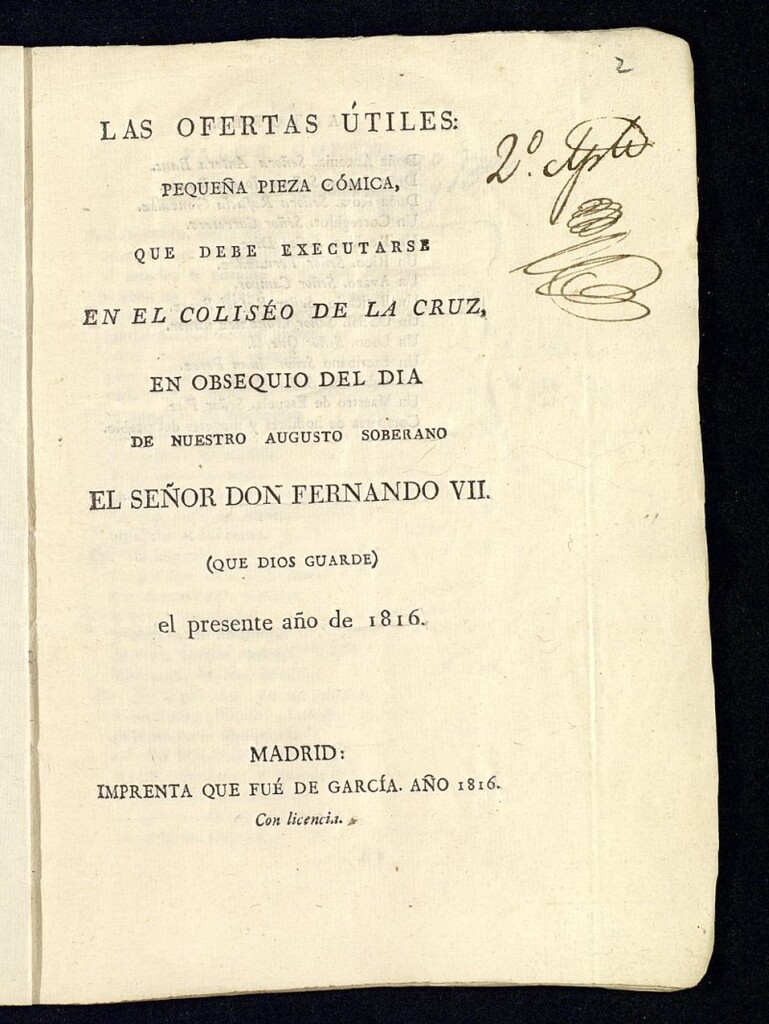 2
LAS OFERTAS ÚTILES:
2º. Apto
PEQUEÑA PIEZA CÓMICA,
QUE DEBE EXECUTARSE
EN EL COLISÉO DE LA CRUZ,
EN OBSEQUIO DEL DIA
DE NUESTRO AUGUSTO SOBERANO
EL SEÑOR DON FERNANDO VII.
(QUE DIOS GUARDE)
el presente año de 1816.
MADRID:
IMPRENTA QUE FUÉ DE GARCÍA. AÑO 1816.
Con licencia.